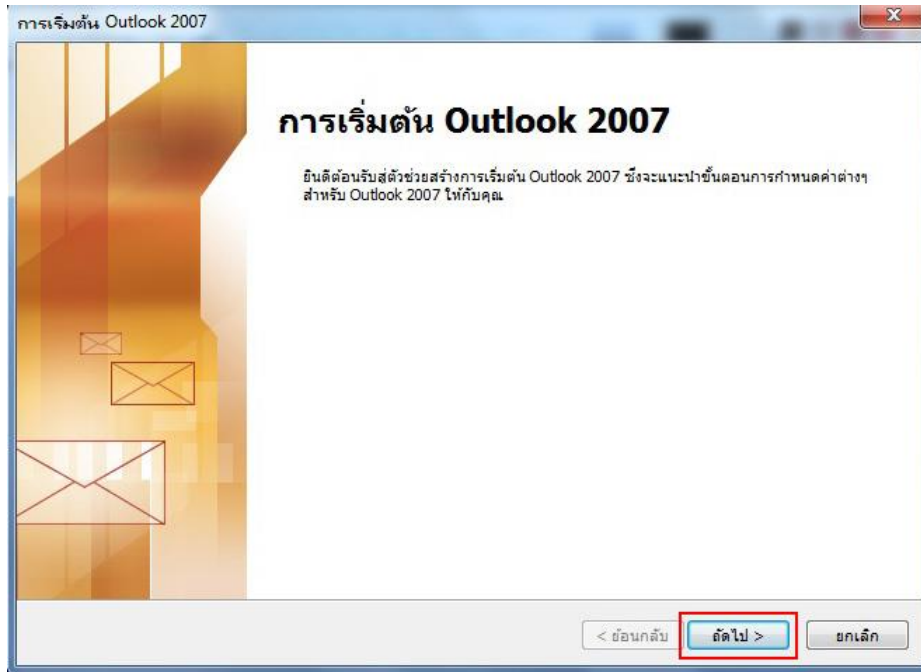 การเริ่มต้น Outlook 2007
การเริ่มต้น Outlook 2007
ยินดีต้อนรับสู่ตัวช่วยสร้างการเริ่มต้น Outlook 2007 ซึ่งจะแนะนำขั้นตอนการกำหนดค่าต่างๆ
สำหรับ Outlook 2007 ให้กับคุณ
< ย้อนกลับ ถัดไป > ยกเลิก